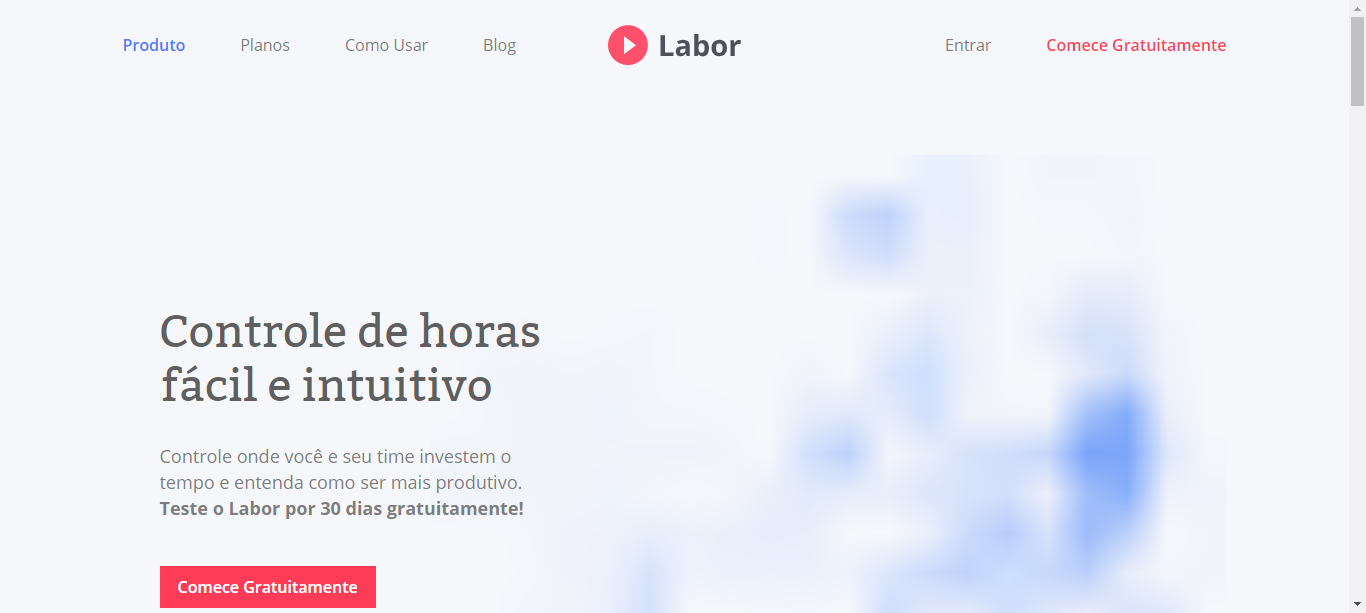 Produto
Planos
Como Usar
Blog
Labor
Entrar
Comece Gratuitamente
Controle de horas
fácil e intuitivo
Controle onde você e seu time investem o
tempo e entenda como ser mais produtivo.
Teste o Labor por 30 dias gratuitamente!
Comece Gratuitamente